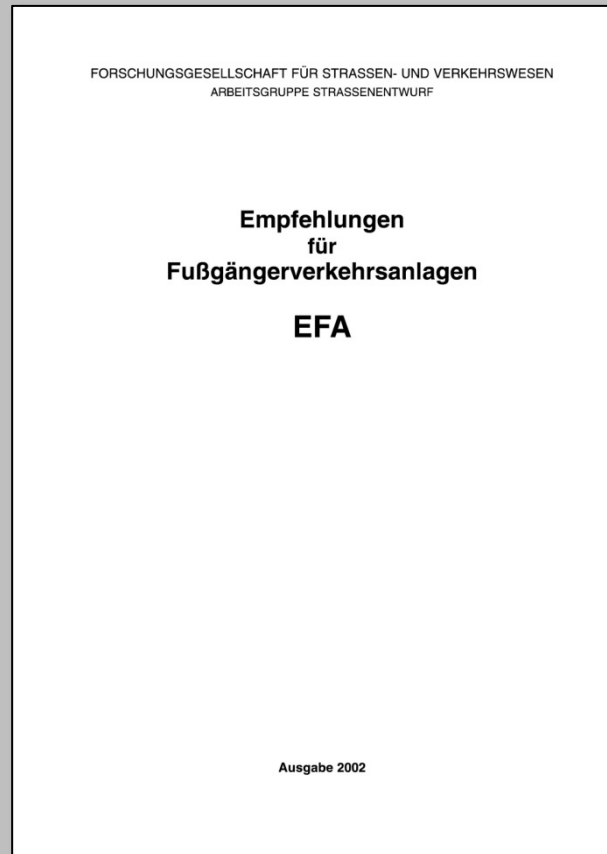 FORSCHUNGSGESELLSCHAFT FÜR STRASSEN- UND VERKEHRSWESEN
ARBEITSGRUPPE STRASSENENTWURF
Empfehlungen
für
Fußgängerverkehrsanlagen
EFA
Ausgabe 2002